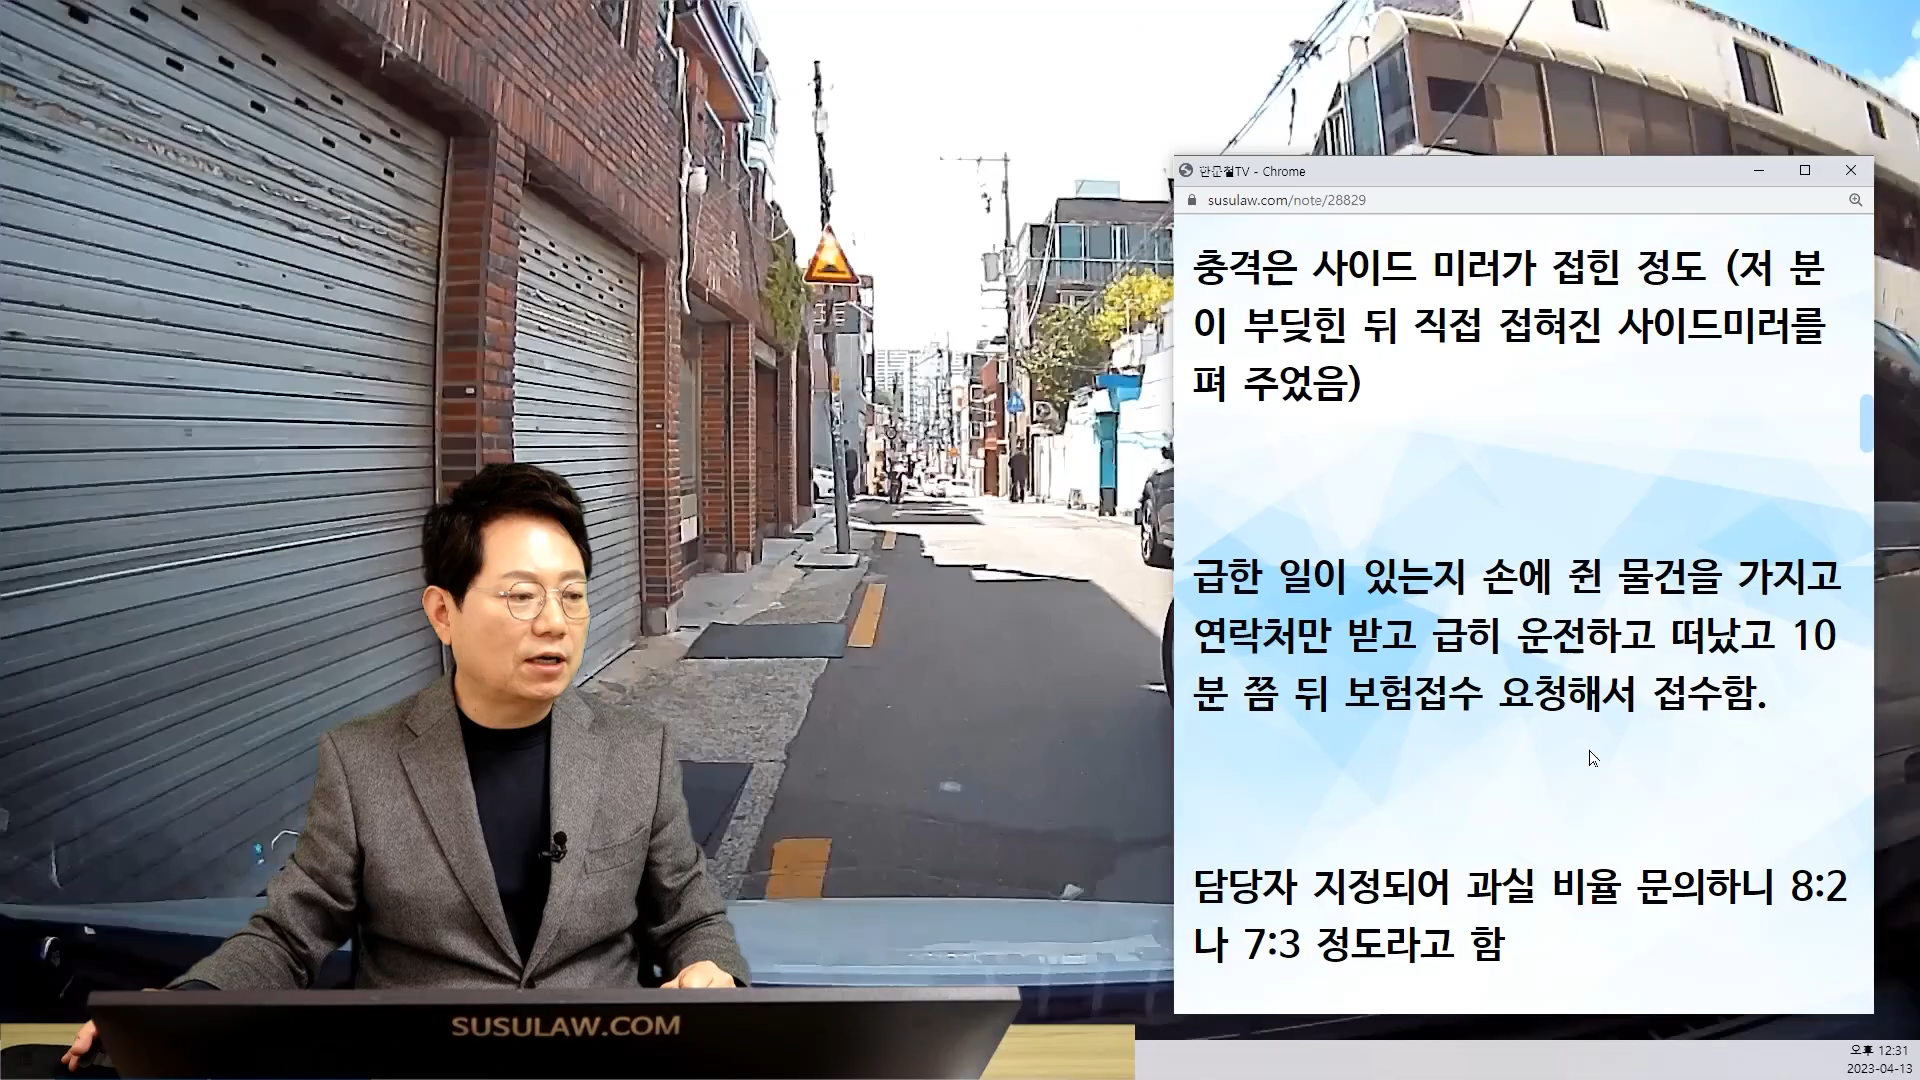 한문철TV - Chrome
susulaw.com/note/28829
충격은 사이드 미러가 접힌 정도 (저 분
이 부딪힌 뒤 직접 접혀진 사이드미러를
펴 주었음)
급한 일이 있는지 손에 쥔 물건을 가지고
연락처만 받고 급히 운전하고 떠났고 10
분 쯤 뒤 보험접수 요청해서 접수함.
담당자 지정되어 과실 비율 문의하니 8:2
나 7:3 정도라고 함
SUSULAW.COM
오후 12:31
2023-04-13